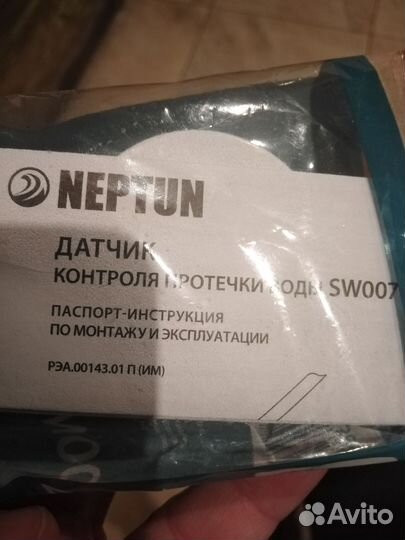 NEPTUN
ДАТЧИК
КОНТРОЛЯ ПРОТЕЧКИ ВОДЫ SW007
ПАСПОРТ-ИНСТРУКЦИЯ
ПО МОНТАЖУ И ЭКСПЛУАТАЦИИ
РЭА.00143.01 П (ИМ)
Avito